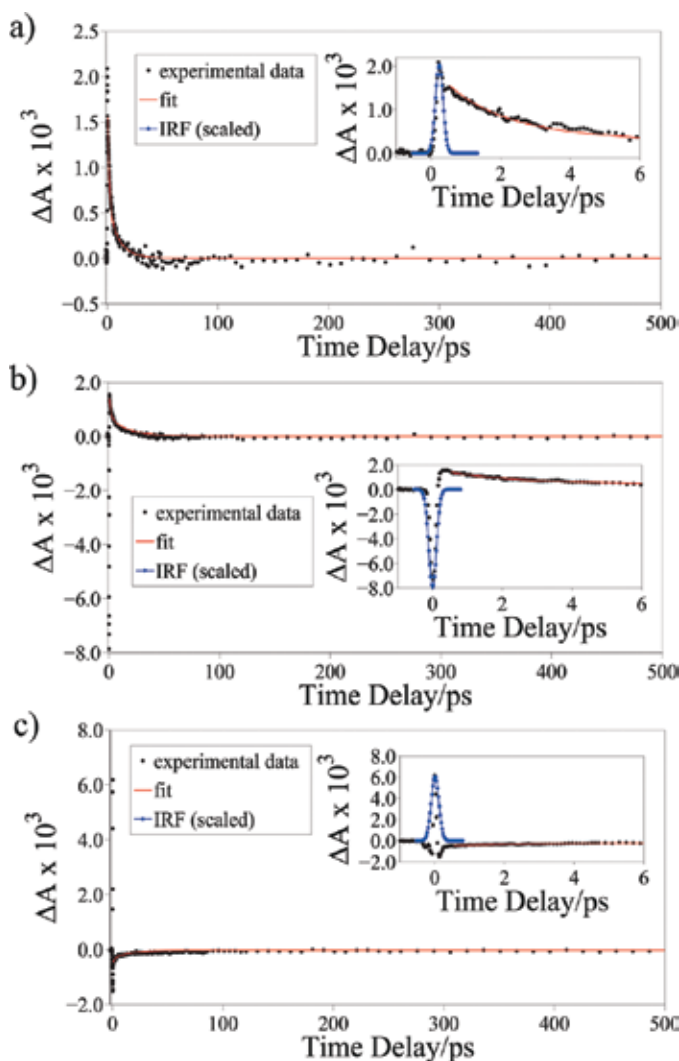 a)
2.5
2.0
1.5
1.0
0.5
0.0
−0.5
ΔA x 10³
0 100 200 300 400 500
Time Delay/ps
experimental data
fit
IRF (scaled)
2.0
1.0
0.0
ΔA x 10³
0 2 4 6
Time Delay/ps
b)
2.0
0.0
−2.0
−4.0
−6.0
−8.0
ΔA x 10³
0 100 200 300 400 500
Time Delay/ps
experimental data
fit
IRF (scaled)
2.0
0.0
−2.0
−4.0
−6.0
−8.0
ΔA x 10³
0 2 4 6
Time Delay/ps
c)
8.0
6.0
4.0
2.0
0.0
−2.0
ΔA x 10³
0 100 200 300 400 500
Time Delay/ps
experimental data
fit
IRF (scaled)
8.0
6.0
4.0
2.0
0.0
−2.0
ΔA x 10³
0 2 4 6
Time Delay/ps